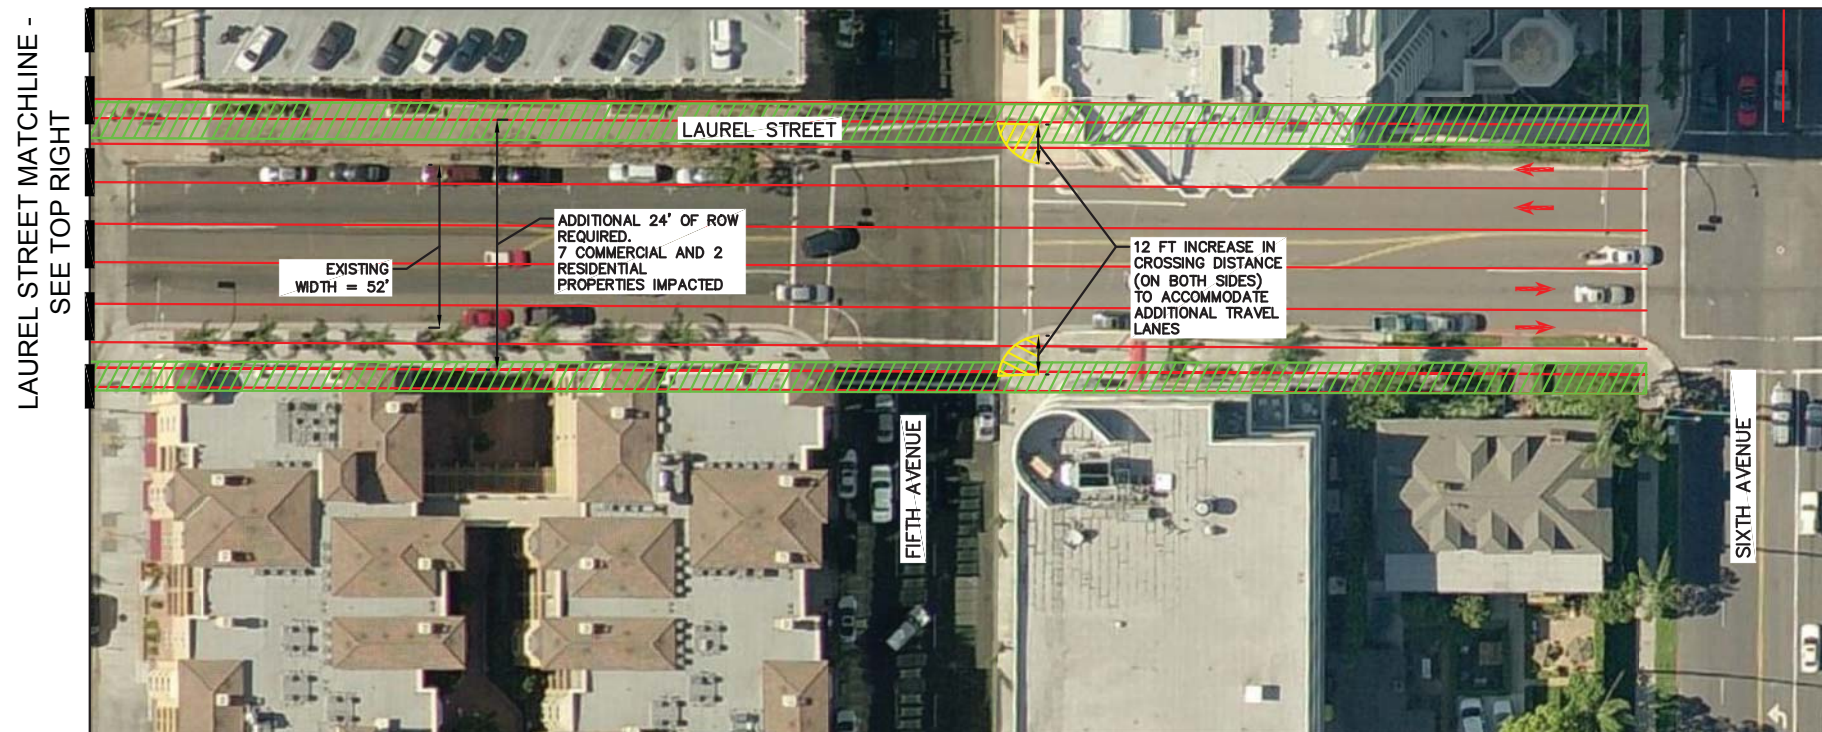 LAUREL STREET MATCHLINE -
SEE TOP RIGHT
LAUREL STREET
ADDITIONAL 24' OF ROW
REQUIRED.
7 COMMERCIAL AND 2
RESIDENTIAL
PROPERTIES IMPACTED
EXISTING
WIDTH = 52'
12 FT INCREASE IN
CROSSING DISTANCE
(ON BOTH SIDES)
TO ACCOMMODATE
ADDITIONAL TRAVEL
LANES
FIFTH AVENUE
SIXTH AVENUE